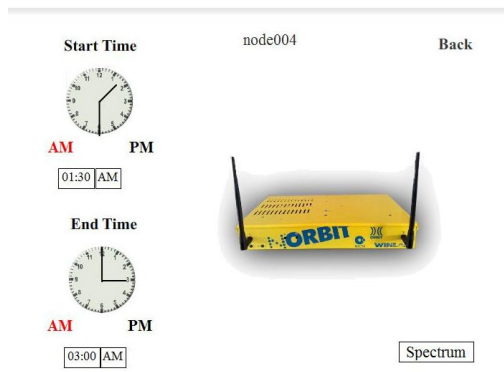 Start Time
AM PM
01:30 AM
End Time
AM PM
03:00 AM
node004
Back
ORBIT
Spectrum